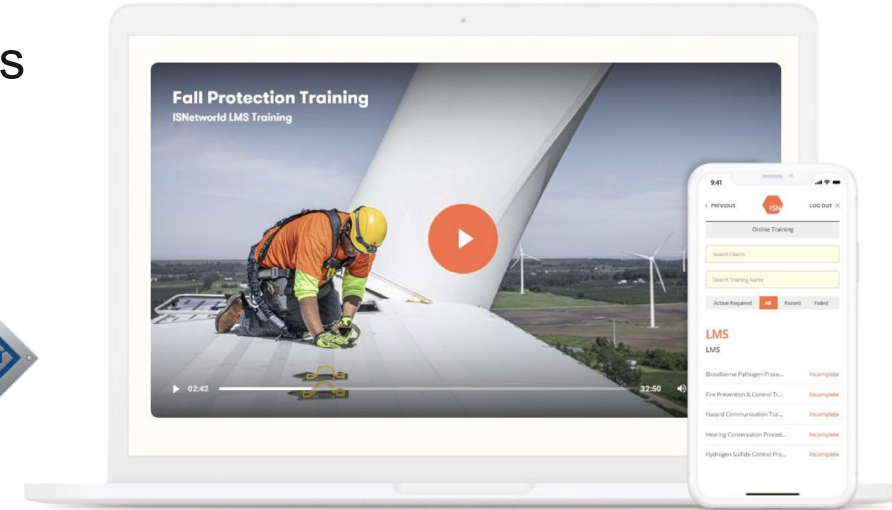 s
Fall Protection Training
ISNetworld LMS Training
02:42
32:50
9:41
PREVIOUS
ISN
LOG OUT
Online Training
Search Clients
Search Training Name
Action Required All Passed Failed
LMS
LMS
Bloodborne Pathogen Proce... Incomplete
Fire Prevention & Control Tr... Incomplete
Hazard Communication Tra... Incomplete
Hearing Conservation Proced... Incomplete
Hydrogen Sulfide Control Pro... Incomplete